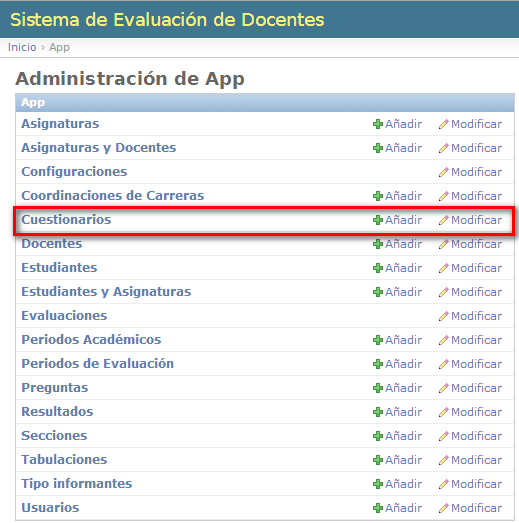 Sistema de Evaluación de Docentes
Inicio › App
Administración de App
App
Asignaturas Añadir Modificar
Asignaturas y Docentes Añadir Modificar
Configuraciones Modificar
Coordinaciones de Carreras Añadir Modificar
Cuestionarios Añadir Modificar
Docentes Añadir Modificar
Estudiantes Añadir Modificar
Estudiantes y Asignaturas Añadir Modificar
Evaluaciones Modificar
Periodos Académicos Añadir Modificar
Periodos de Evaluación Añadir Modificar
Preguntas Añadir Modificar
Resultados Añadir Modificar
Secciones Añadir Modificar
Tabulaciones Añadir Modificar
Tipo informantes Añadir Modificar
Usuarios Añadir Modificar